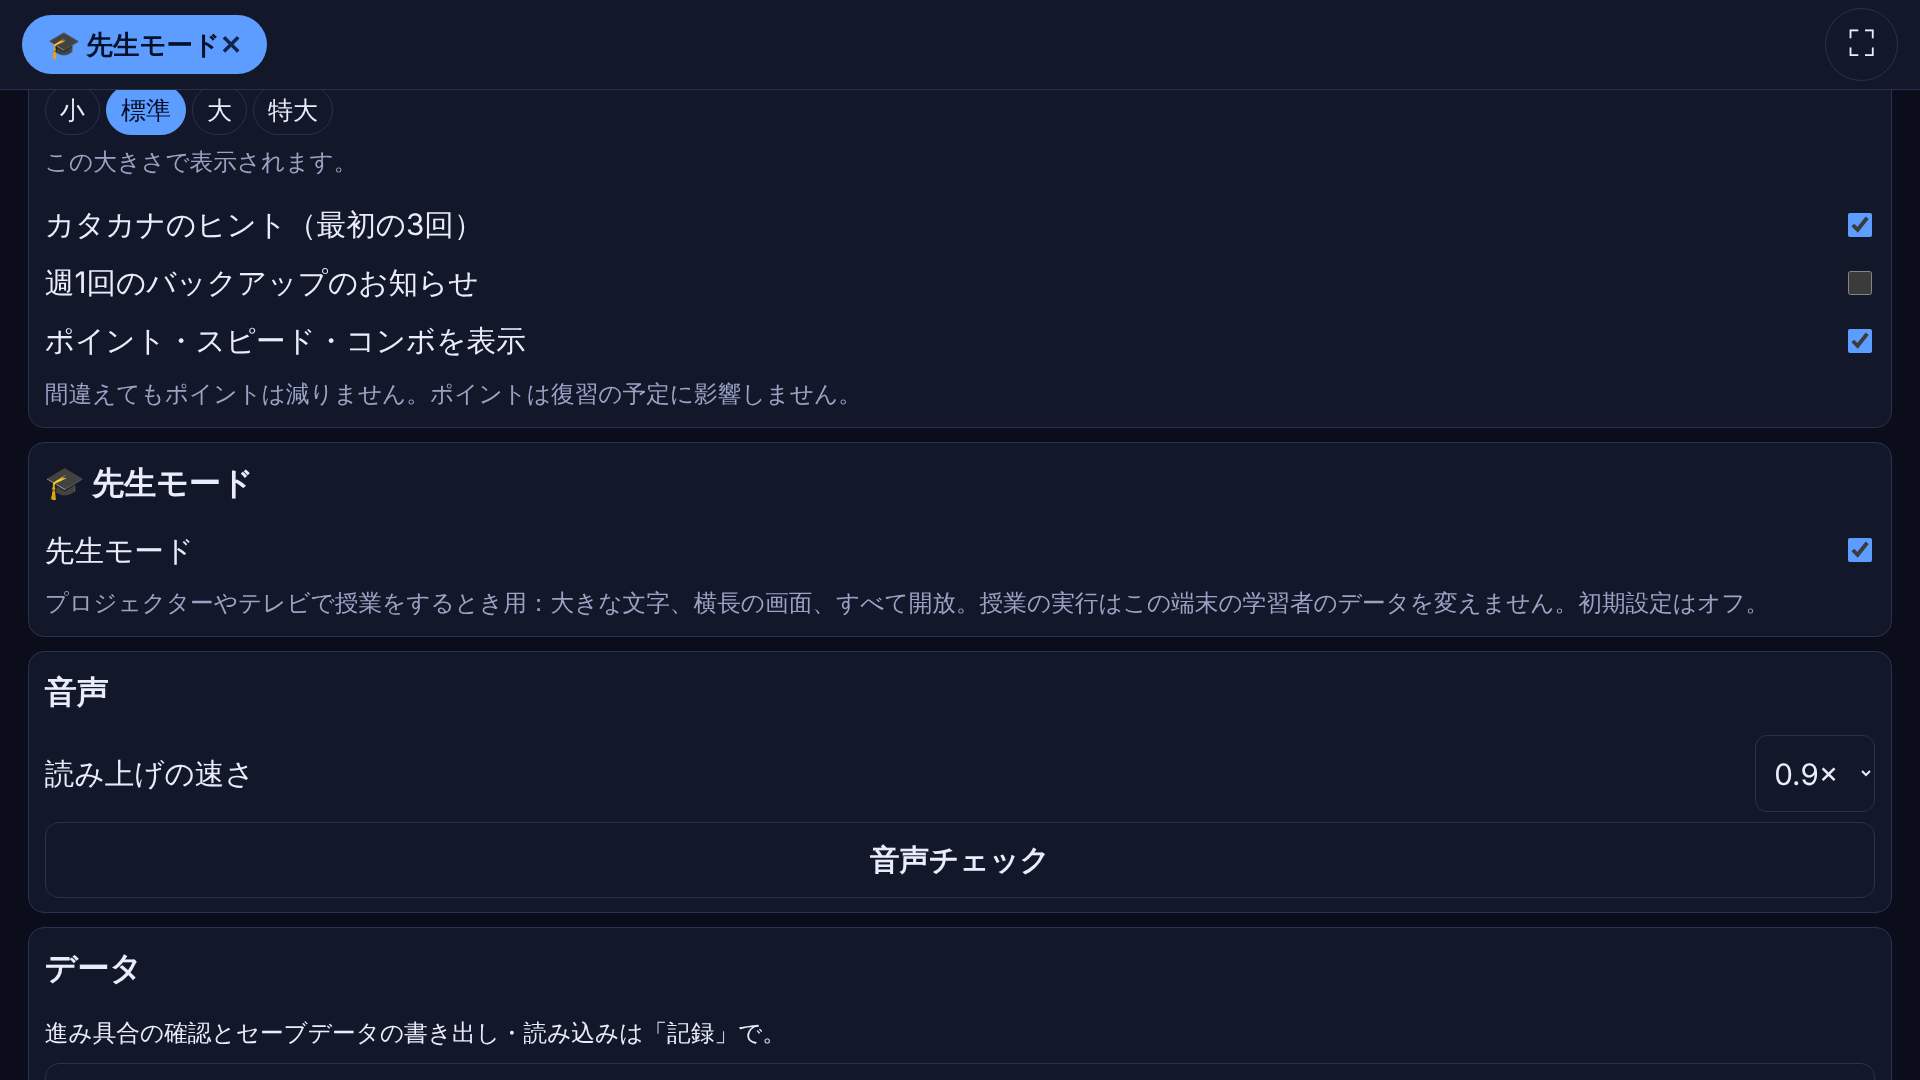 🎓 先生モード✕
小 標準 大 特大
この大きさで表示されます。
カタカナのヒント（最初の3回）
週1回のバックアップのお知らせ
ポイント・スピード・コンボを表示
間違えてもポイントは減りません。ポイントは復習の予定に影響しません。
🎓 先生モード
先生モード
プロジェクターやテレビで授業をするとき用：大きな文字、横長の画面、すべて開放。授業の実行はこの端末の学習者のデータを変えません。初期設定はオフ。
音声
読み上げの速さ
0.9×
音声チェック
データ
進み具合の確認とセーブデータの書き出し・読み込みは「記録」で。